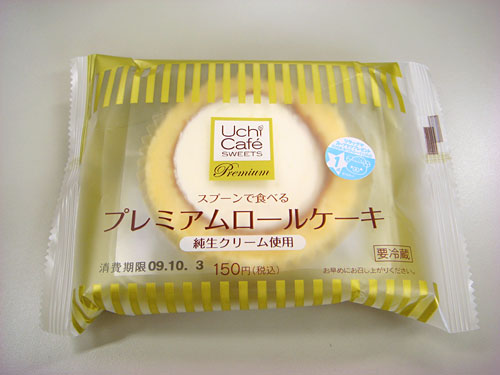 Uchi
Café
SWEETS
Premium
スプーンで食べる
プレミアムロールケーキ
純生クリーム使用
消費期限 09.10. 3 150円(税込)
要冷蔵
お早めにお召し上がりください。